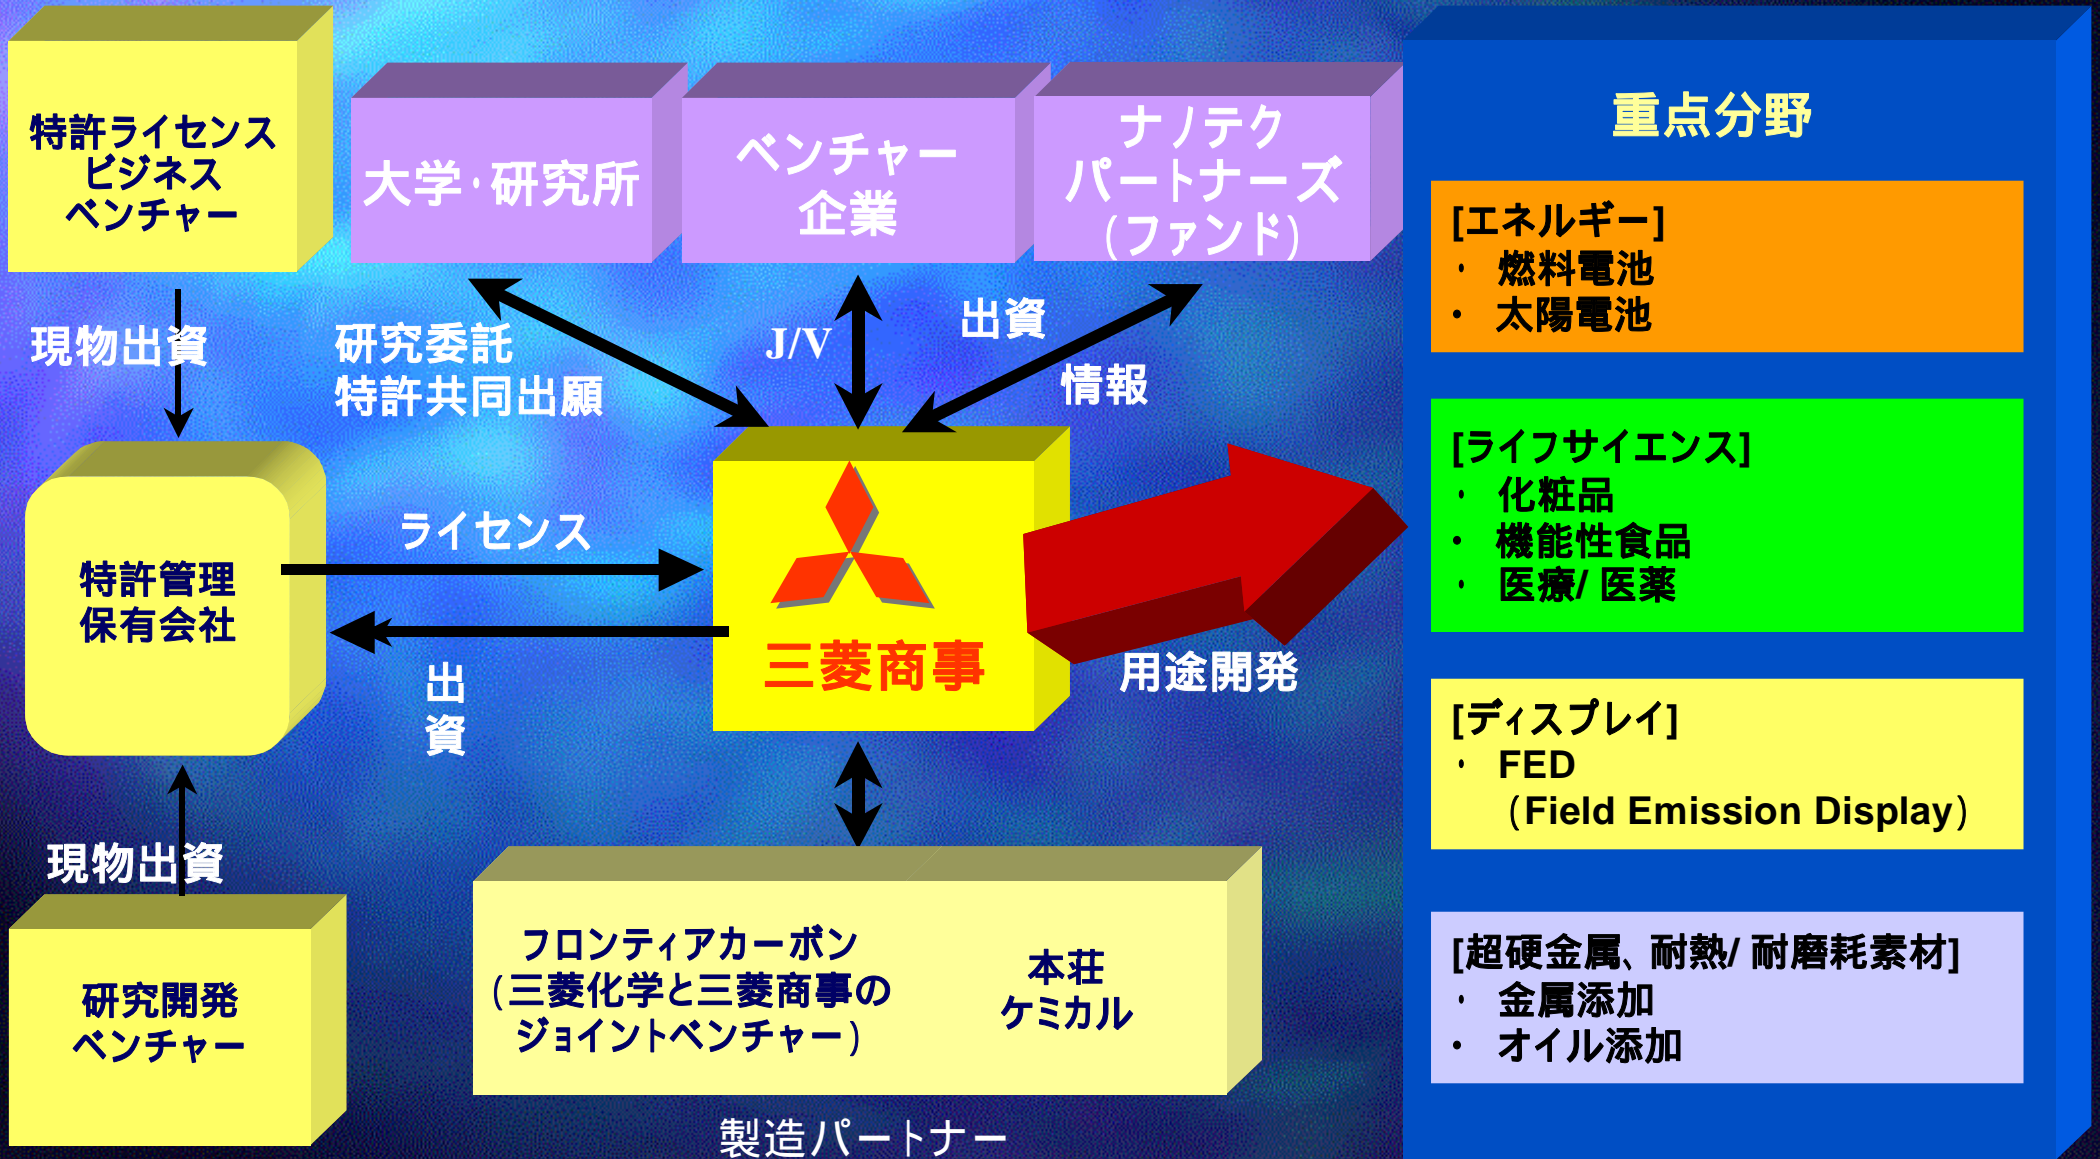 特許ライセンス
ビジネス
ベンチャー
大学・研究所
ベンチャー
企業
ナノテク
パートナーズ
(ファンド)
現物出資
研究委託
特許共同出願
J/V
出資
情報
特許管理
保有会社
ライセンス
出
資
三菱商事
用途開発
現物出資
研究開発
ベンチャー
フロンティアカーボン
(三菱化学と三菱商事の
ジョイントベンチャー)
本荘
ケミカル
製造パートナー
重点分野
[エネルギー]
・ 燃料電池
・ 太陽電池
[ライフサイエンス]
・ 化粧品
・ 機能性食品
・ 医療/医薬
[ディスプレイ]
・ FED
(Field Emission Display)
[超硬金属、耐熱/耐磨耗素材]
・ 金属添加
・ オイル添加